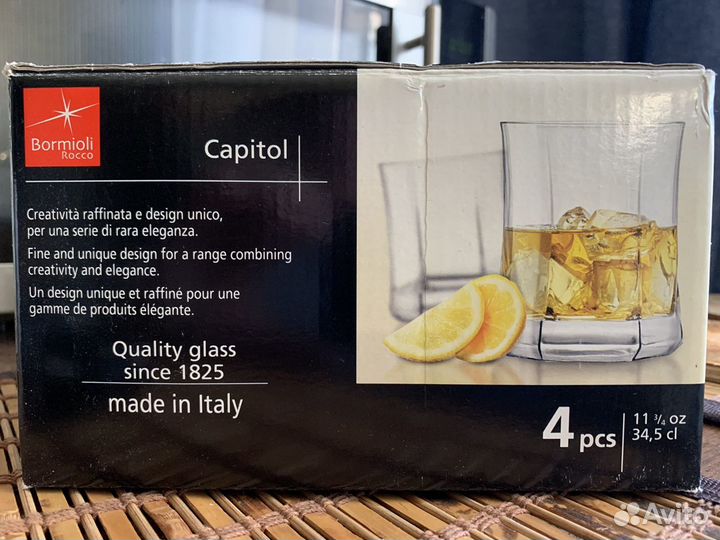 Bormioli
Rocco
Capitol
Creatività raffinata e design unico,
per una serie di rara eleganza.
Fine and unique design for a range combining
creativity and elegance.
Un design unique et raffiné pour une
gamme de produits élégante.
Quality glass
since 1825
made in Italy
4 pcs
11 ¾ oz
34,5 cl
Avito